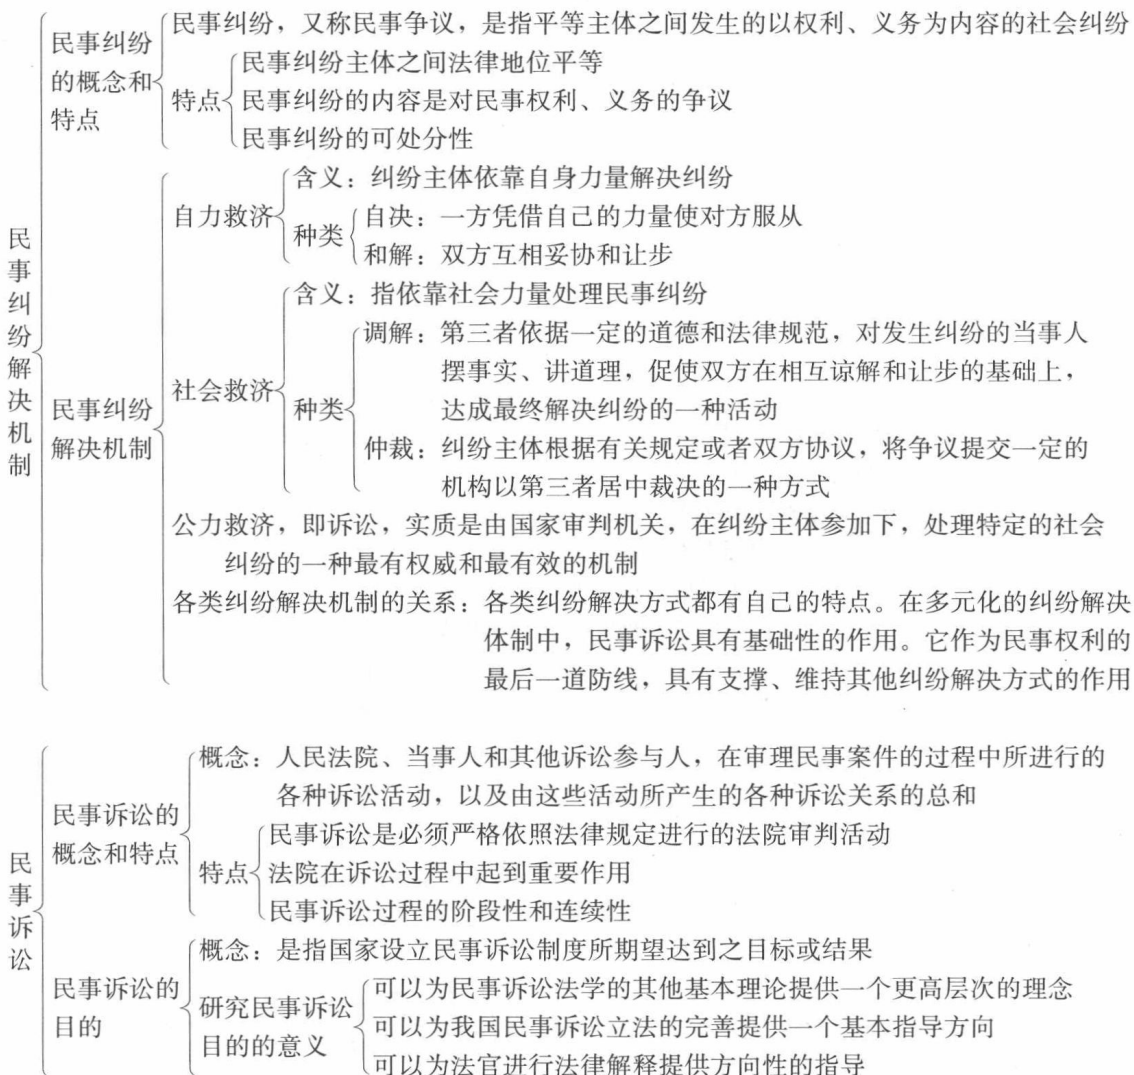 民事纠纷解决机制
民事纠纷的概念和特点
民事纠纷，又称民事争议，是指平等主体之间发生的以权利、义务为内容的社会纠纷
特点
民事纠纷主体之间法律地位平等
民事纠纷的内容是对民事权利、义务的争议
民事纠纷的可处分性
民事纠纷解决机制
自力救济
含义：纠纷主体依靠自身力量解决纠纷
种类
自决：一方凭借自己的力量使对方服从
和解：双方互相妥协和让步
社会救济
含义：指依靠社会力量处理民事纠纷
种类
调解：第三者依据一定的道德和法律规范，对发生纠纷的当事人
摆事实、讲道理，促使双方在相互谅解和让步的基础上，
达成最终解决纠纷的一种活动
仲裁：纠纷主体根据有关规定或者双方协议，将争议提交一定的
机构以第三者居中裁决的一种方式
公力救济，即诉讼，实质是由国家审判机关，在纠纷主体参加下，处理特定的社会
纠纷的一种最有权威和最有效的机制
各类纠纷解决机制的关系：各类纠纷解决方式都有自己的特点。在多元化的纠纷解决
体制中，民事诉讼具有基础性的作用。它作为民事权利的
最后一道防线，具有支撑、维持其他纠纷解决方式的作用
民事诉讼
民事诉讼的概念和特点
概念：人民法院、当事人和其他诉讼参与人，在审理民事案件的过程中所进行的
各种诉讼活动，以及由这些活动所产生的各种诉讼关系的总和
特点
民事诉讼是必须严格依照法律规定进行的法院审判活动
法院在诉讼过程中起到重要作用
民事诉讼过程的阶段性和连续性
民事诉讼的目的
概念：是指国家设立民事诉讼制度所期望达到之目标或结果
研究民事诉讼目的的意义
可以为民事诉讼法学的其他基本理论提供一个更高层次的理念
可以为我国民事诉讼立法的完善提供一个基本指导方向
可以为法官进行法律解释提供方向性的指导